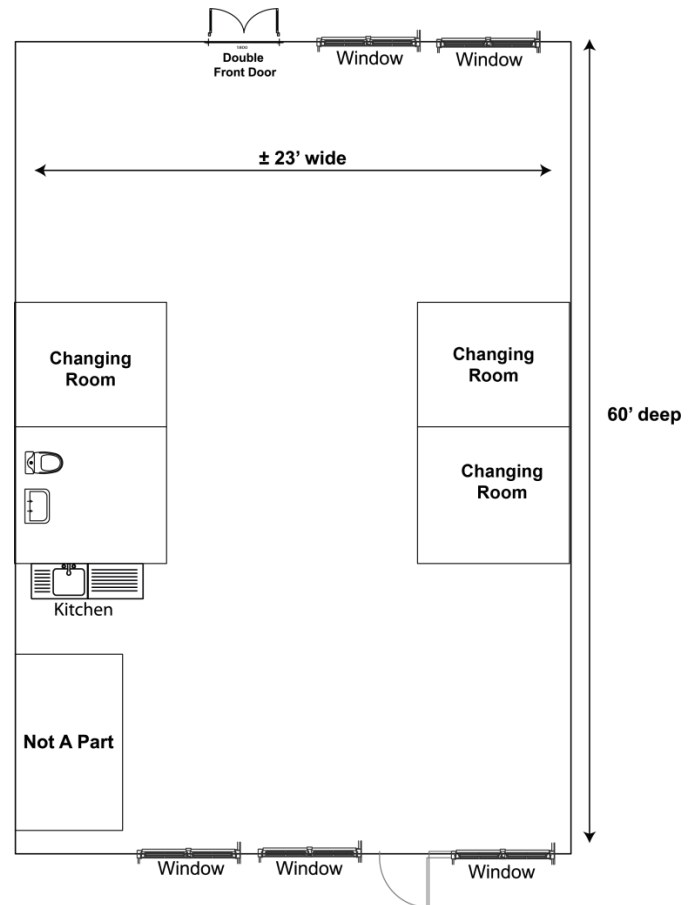 1800
Double
Front Door
Window
Window
± 23’ wide
Changing
Room
Changing
Room
60’ deep
Changing
Room
Kitchen
Not A Part
Window
Window
Window